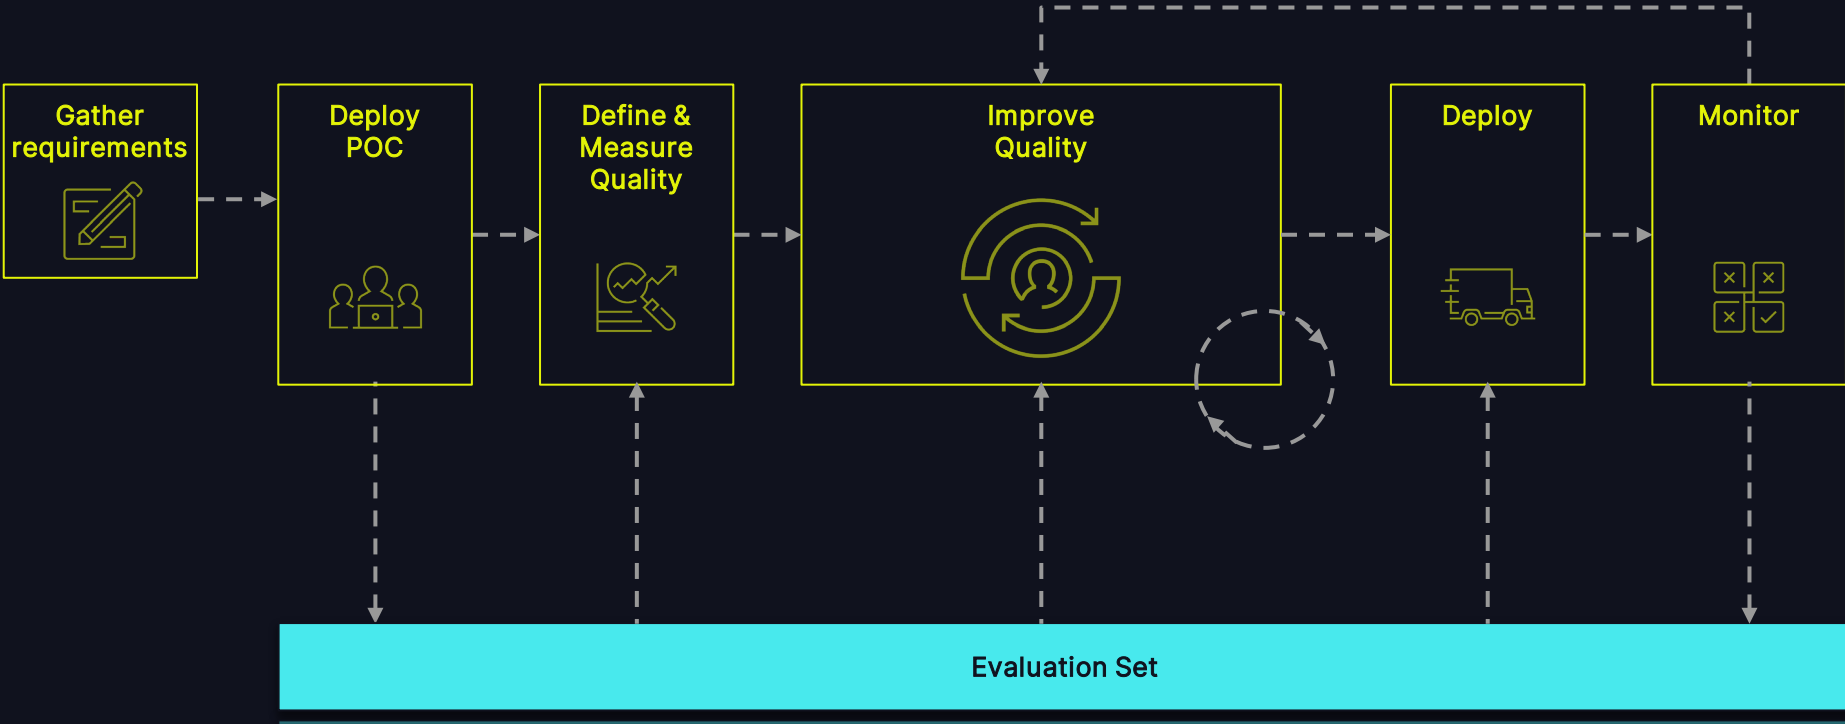 Gather
requirements
Deploy
POC
Define &
Measure
Quality
Improve
Quality
Deploy
Monitor
Evaluation Set